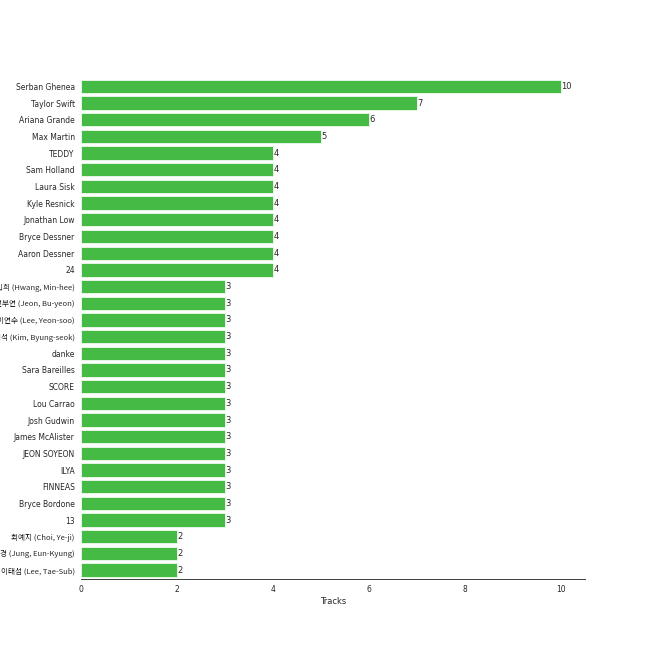 Serban Ghenea 10
Taylor Swift 7
Ariana Grande 6
Max Martin 5
TEDDY 4
Sam Holland 4
Laura Sisk 4
Kyle Resnick 4
Jonathan Low 4
Bryce Dessner 4
Aaron Dessner 4
24 4
(Hwang, Min-hee) 3
(Jeon, Bu-yeon) 3
이연수 (Lee, Yeon-soo) 3
석 (Kim, Byung-seok) 3
danke 3
Sara Bareilles 3
SCORE 3
Lou Carrao 3
Josh Gudwin 3
James McAlister 3
JEON SOYEON 3
ILYA 3
FINNEAS 3
Bryce Bordone 3
13 3
최예지 (Choi, Ye-ji) 2
경 (Jung, Eun-Kyung) 2
이태섭 (Lee, Tae-Sub) 2
0 2 4 6 8 10
Tracks